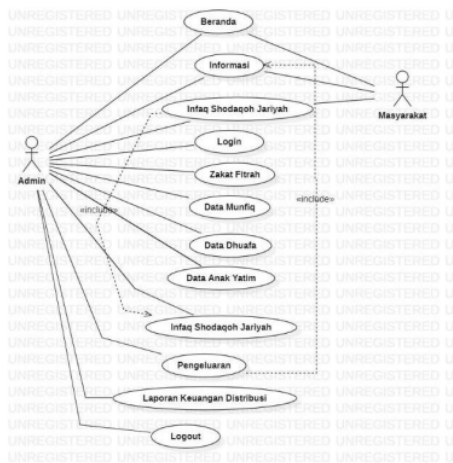 Beranda
Informasi
Infaq Shodaqoh Jariyah
Masyarakat
Login
Admin
Zakat Fitrah
«include»
«include»
Data Munfiq
Data Dhuafa
Data Anak Yatim
Infaq Shodaqoh Jariyah
Pengeluaran
Laporan Keuangan Distribusi
Logout
UNREGISTERED